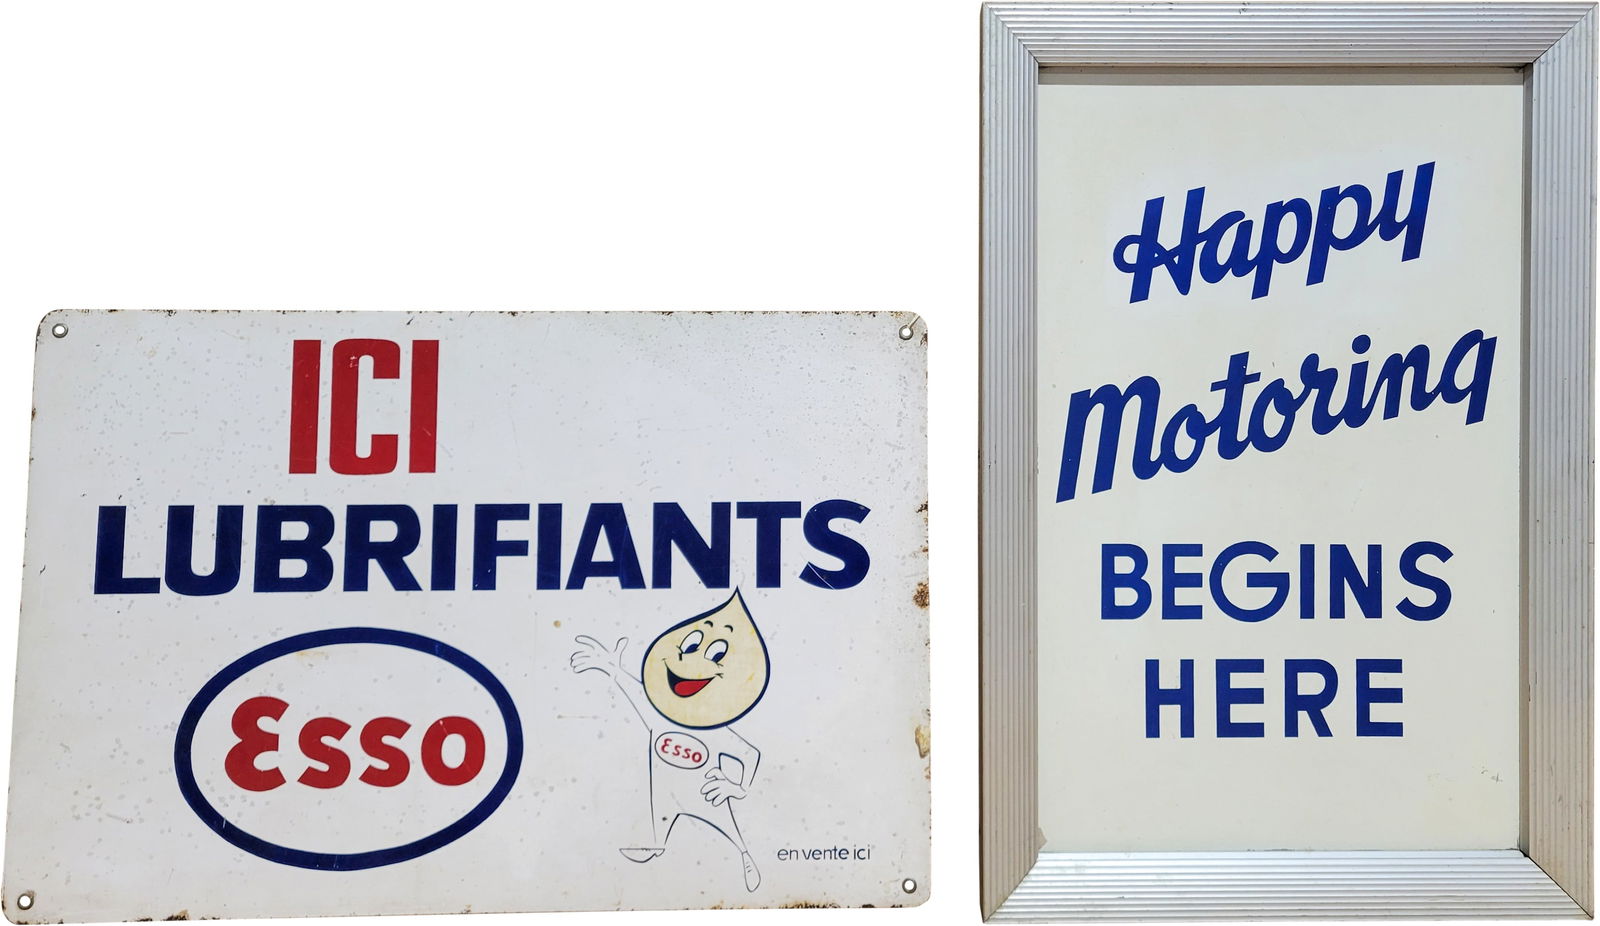 ICI
LUBRIFIANTS
Esso
Esso
en vente ici
Happy
Motoring
BEGINS
HERE